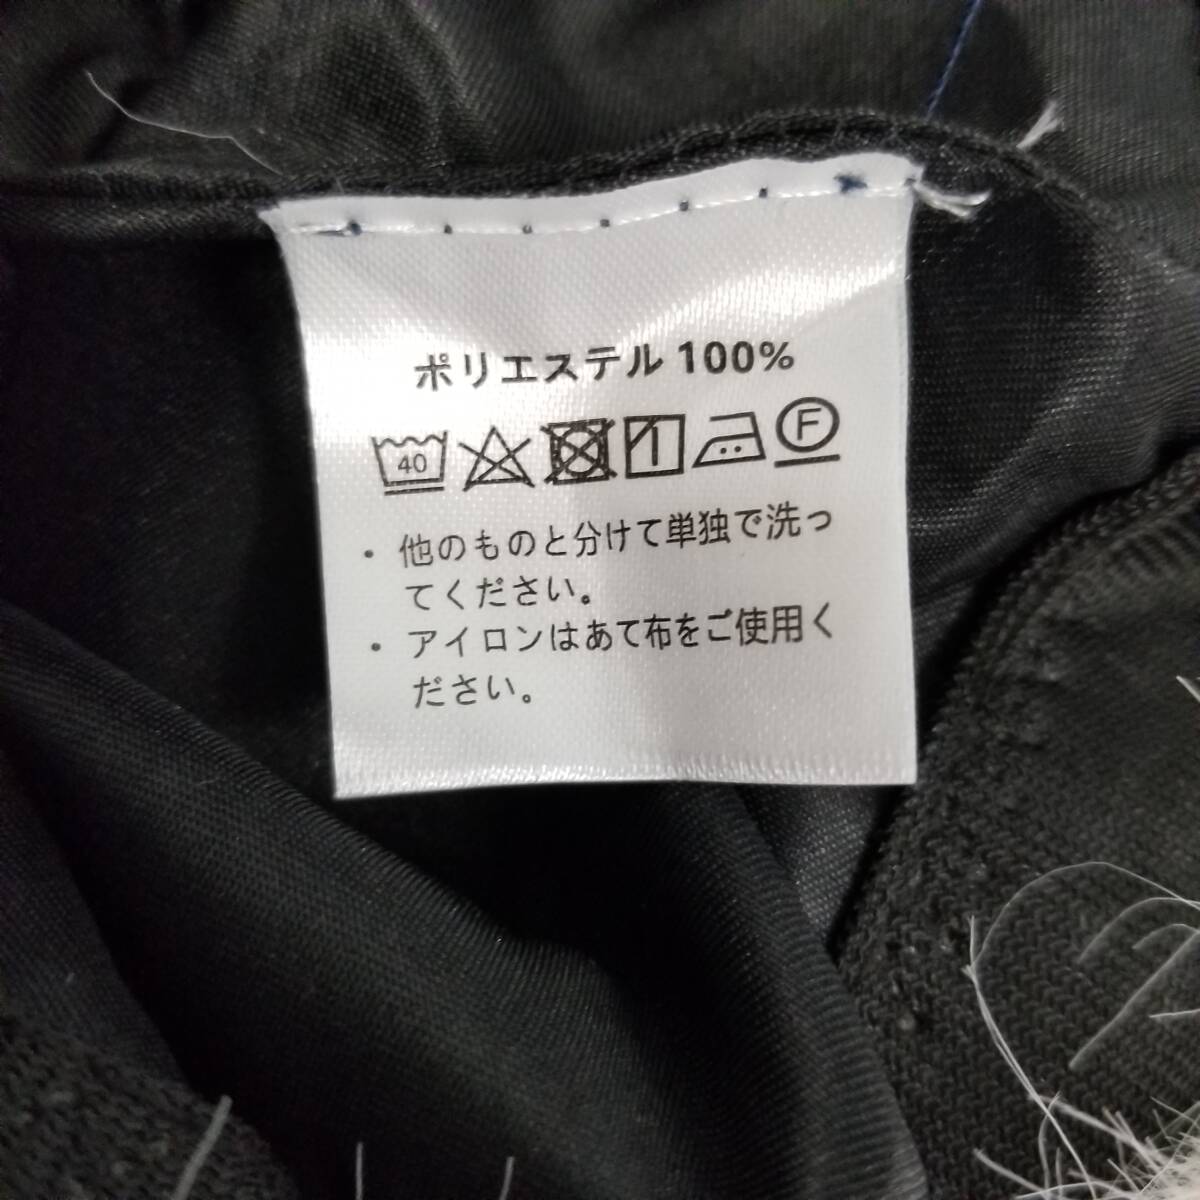 ポリエステル 100%
40 F
・ 他のものと分けて単独で洗っ
てください。
・ アイロンはあて布をご使用く
ださい。